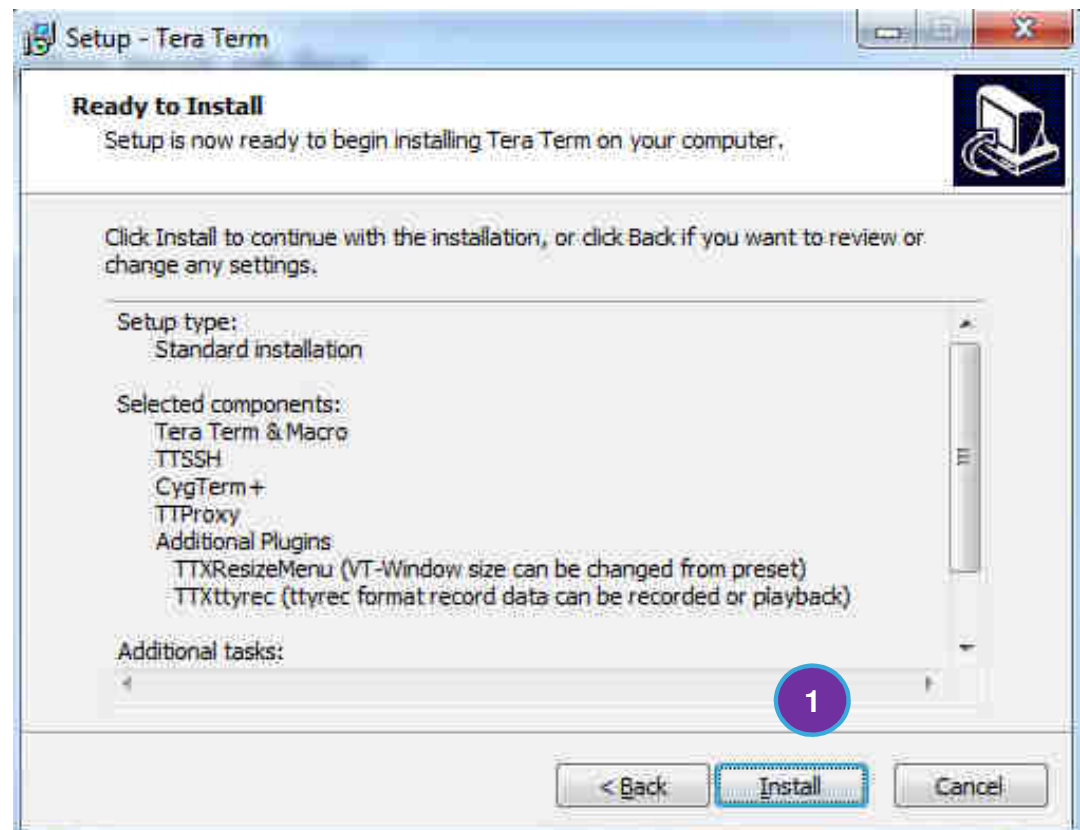 Setup - Tera Term
Ready to Install
Setup is now ready to begin installing Tera Term on your computer.
Click Install to continue with the installation, or click Back if you want to review or
change any settings.
Setup type:
Standard installation
Selected components:
Tera Term & Macro
TTSSH
CygTerm+
TTProxy
Additional Plugins
TTXResizeMenu (VT-Window size can be changed from preset)
TTXttyrec (ttyrec format record data can be recorded or playback)
Additional tasks:
1
< Back Install Cancel